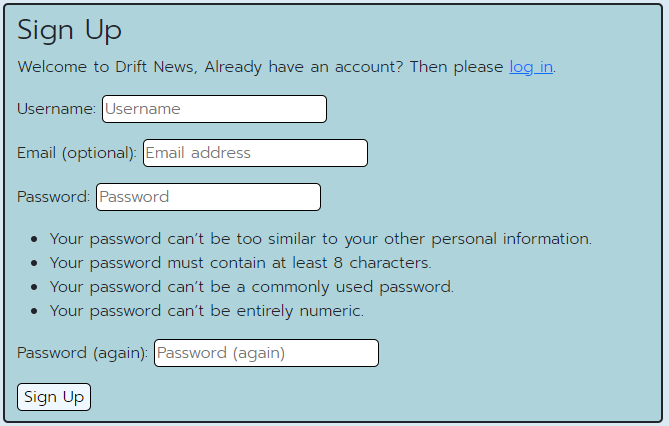 Sign Up
Welcome to Drift News, Already have an account? Then please log in.
Username: Username
Email (optional): Email address
Password: Password
• Your password can't be too similar to your other personal information.
• Your password must contain at least 8 characters.
• Your password can't be a commonly used password.
• Your password can't be entirely numeric.
Password (again): Password (again)
Sign Up